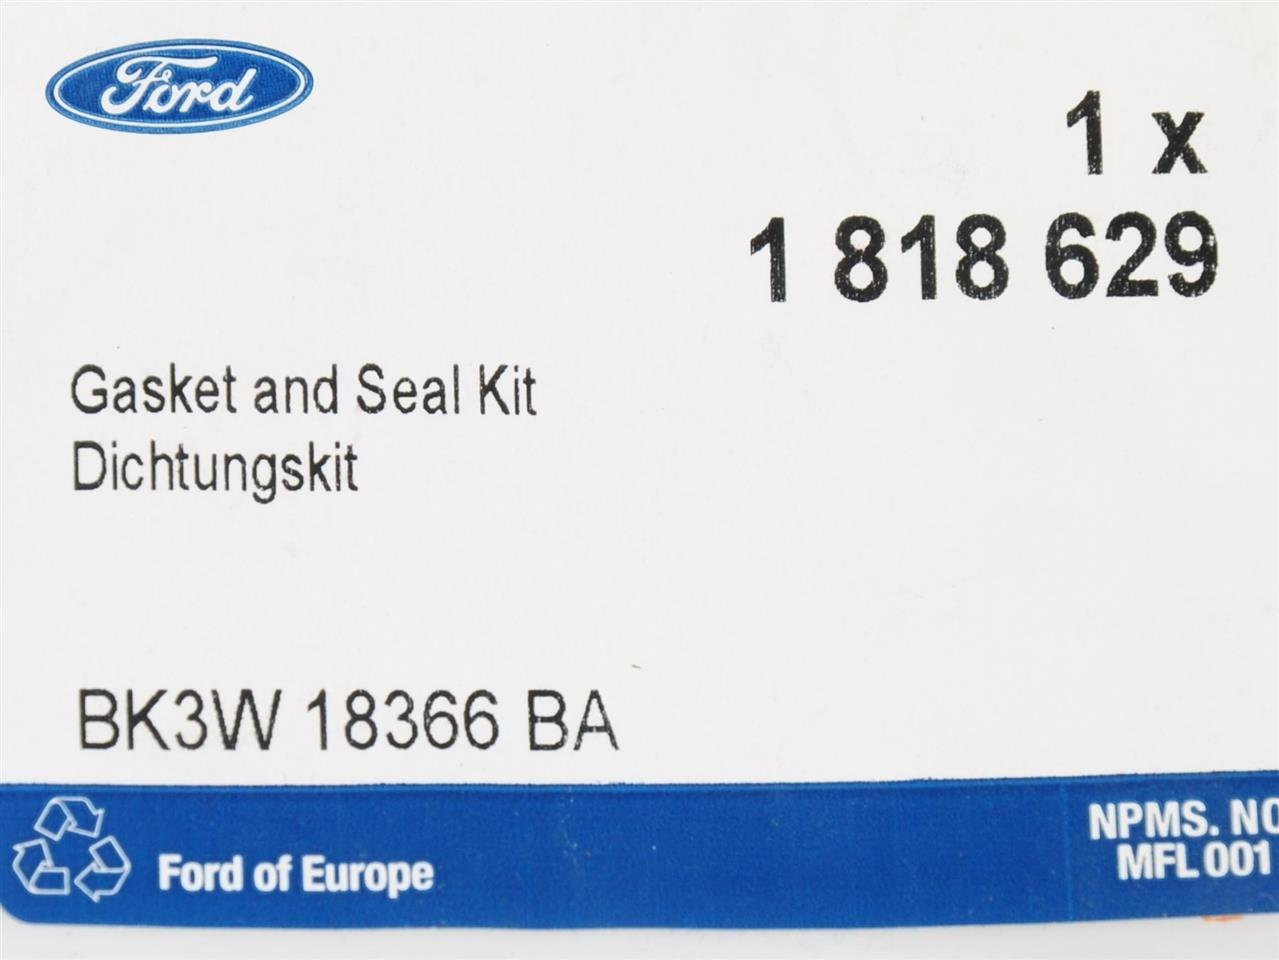 Ford
1 x
1 818 629
Gasket and Seal Kit
Dichtungskit
BK3W 18366 BA
Ford of Europe
NPMS. NO
MFL 001